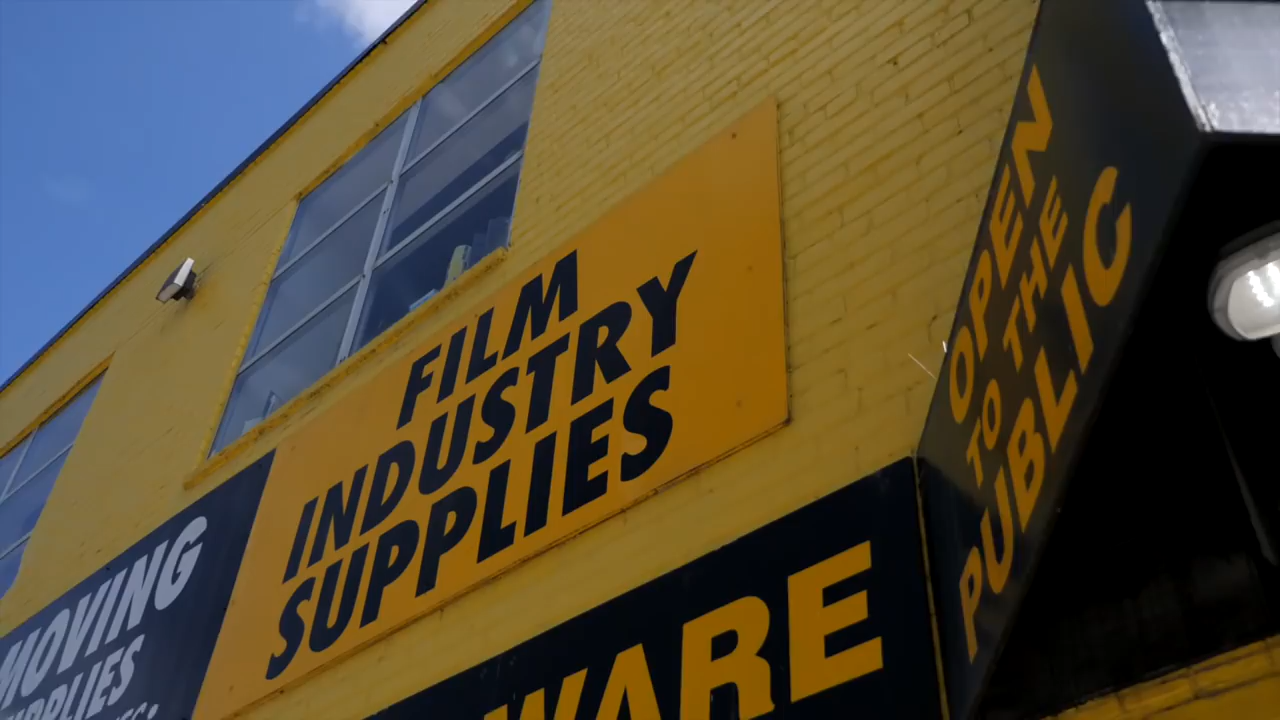 FILM
INDUSTRY
SUPPLIES
MOVING
WARE
OPEN
TO THE
PUBLIC